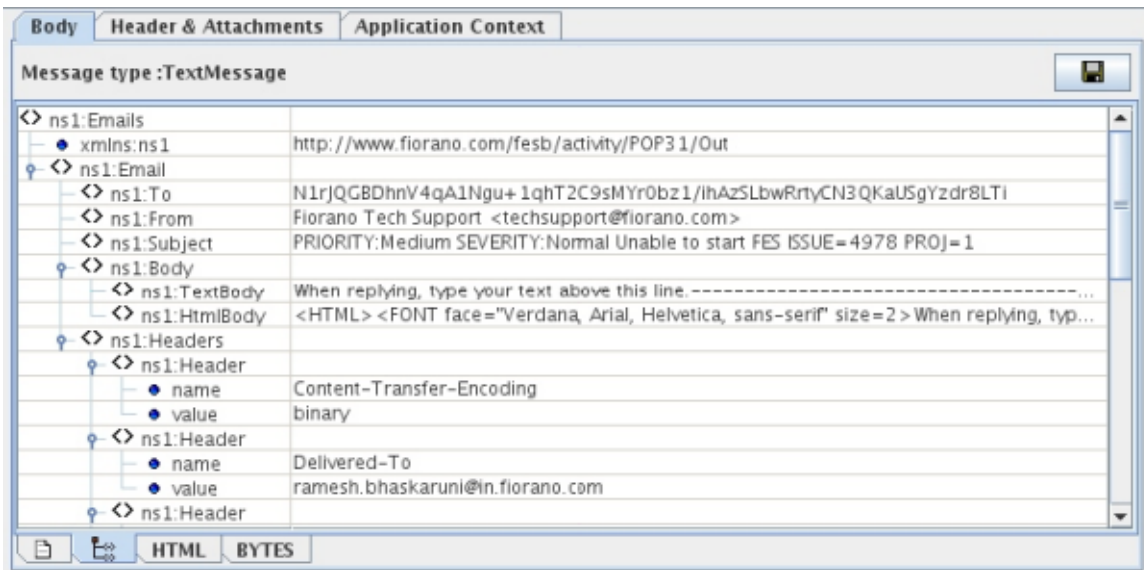 Body Header & Attachments Application Context
Message type :TextMessage
ns1:Emails
xmlns:ns1 http://www.fiorano.com/fesb/activity/POP31/Out
ns1:Email
ns1:To N1rJQGBDhnV4qA1Ngu+1qhT2C9sMYr0bz1/ihAzSLbwRrtyCN3QKaUSgYzdr8LTi
ns1:From Fiorano Tech Support <techsupport@fiorano.com>
ns1:Subject PRIORITY:Medium SEVERITY:Normal Unable to start FES ISSUE=4978 PROJ=1
ns1:Body
ns1:TextBody When replying, type your text above this line.------------------------------------...
ns1:HtmlBody <HTML> <FONT face="Verdana, Arial, Helvetica, sans-serif" size=2>When replying, typ...
ns1:Headers
ns1:Header
name Content-Transfer-Encoding
value binary
ns1:Header
name Delivered-To
value ramesh.bhaskaruni@in.fiorano.com
ns1:Header
HTML BYTES